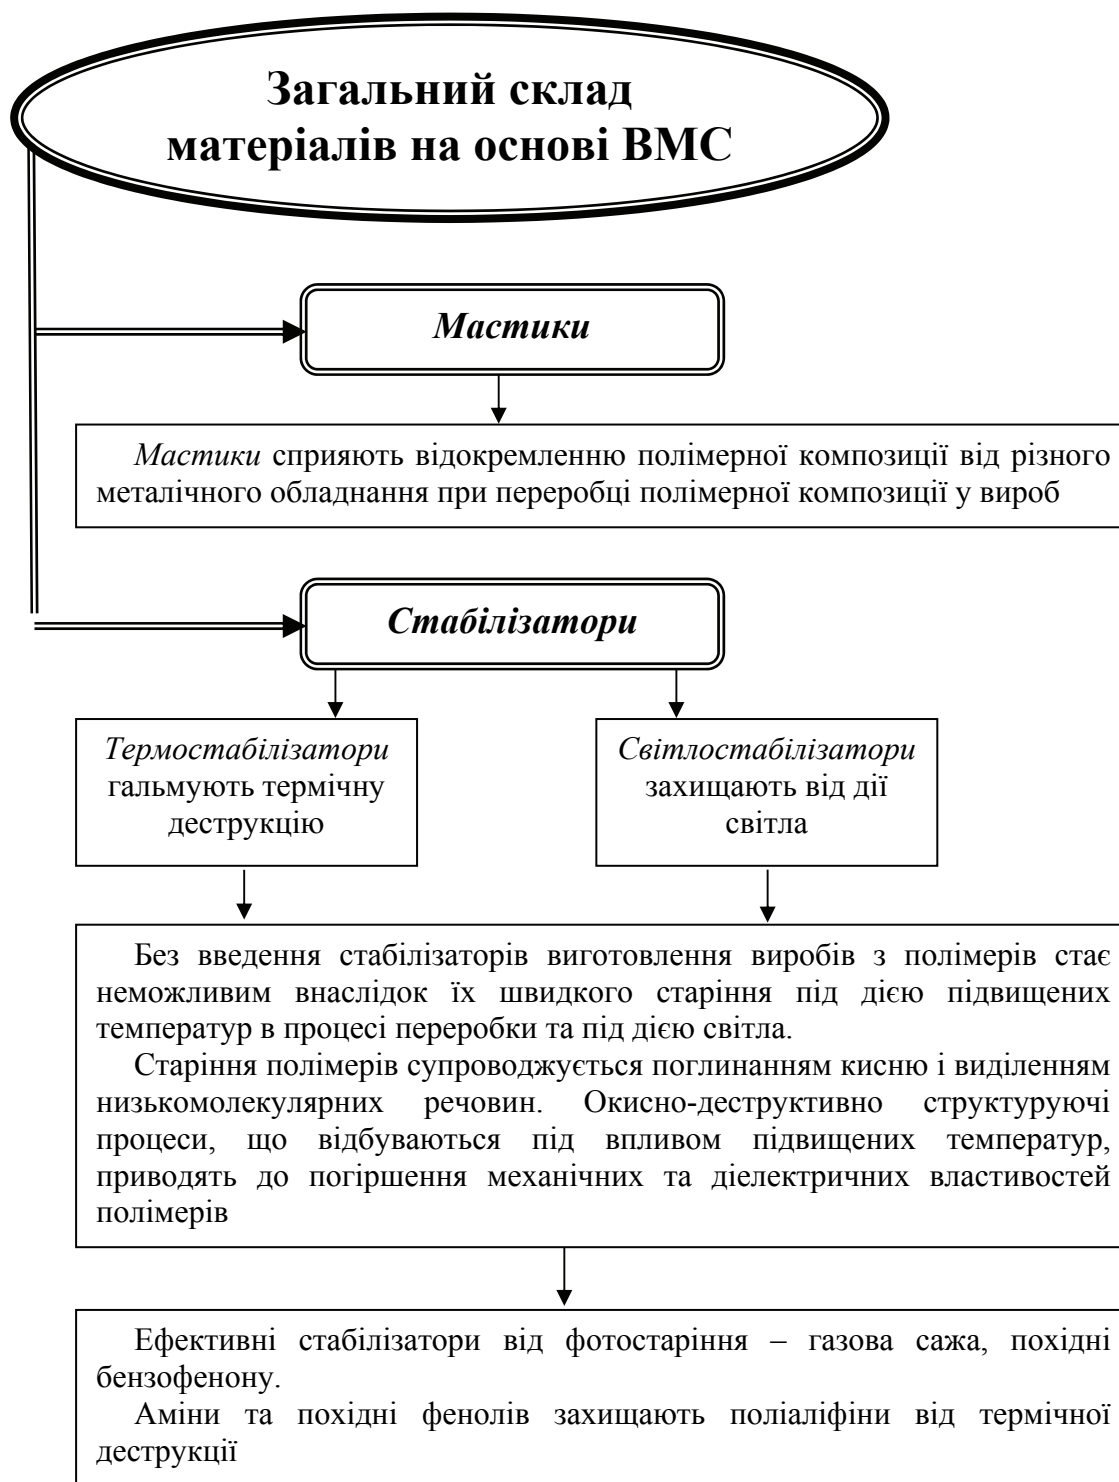 Загальний склад
матеріалів на основі ВМС
Мастики
Мастики сприяють відокремленню полімерної композиції від різного
металічного обладнання при переробці полімерної композиції у вироб
Стабілізатори
Термостабілізатори
гальмують термічну
деструкцію
Світлостабілізатори
захищають від дії
світла
Без введення стабілізаторів виготовлення виробів з полімерів стає
неможливим внаслідок їх швидкого старіння під дією підвищених
температур в процесі переробки та під дією світла.
Старіння полімерів супроводжується поглинанням кисню і виділенням
низькомолекулярних речовин. Окисно-деструктивно структуруючі
процеси, що відбуваються під впливом підвищених температур,
приводять до погіршення механічних та діелектричних властивостей
полімерів
Ефективні стабілізатори від фотостаріння – газова сажа, похідні
бензофенону.
Аміни та похідні фенолів захищають поліаліфіни від термічної
деструкції